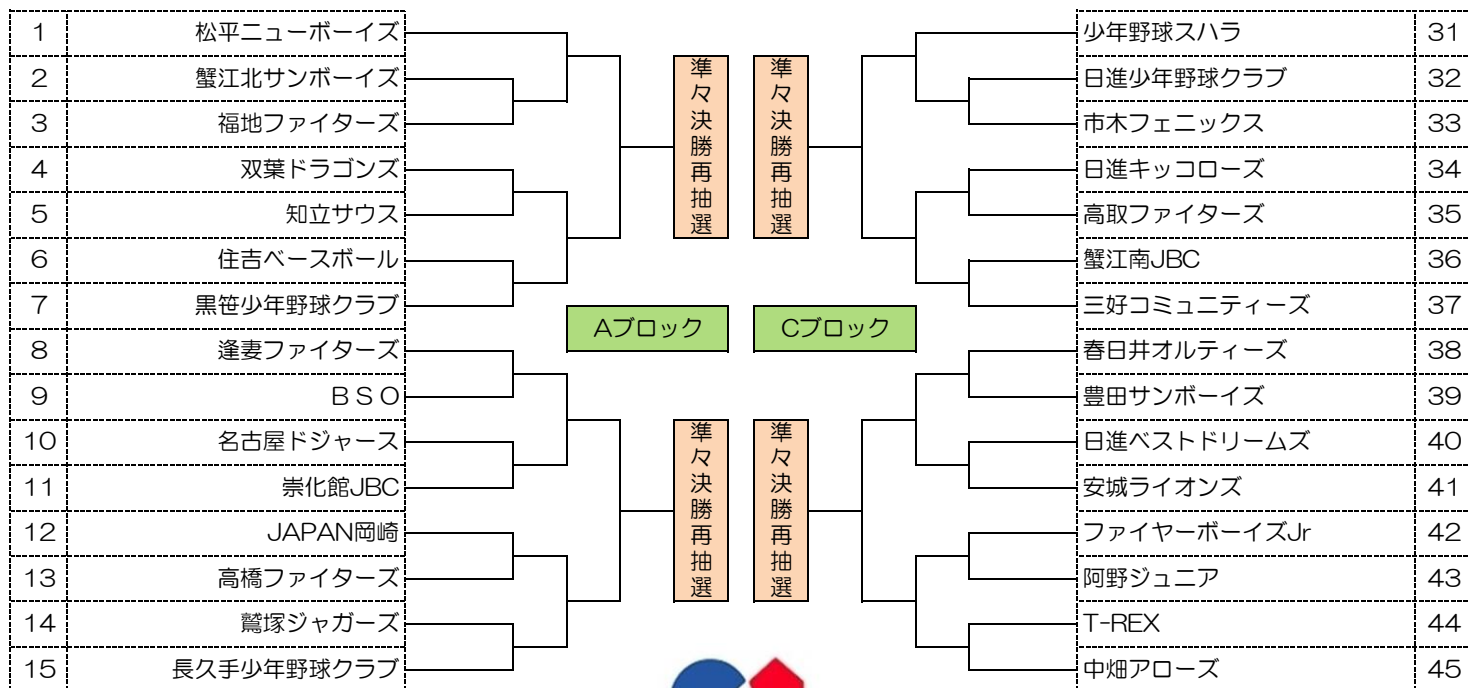 1 松平ニューボーイズ
2 蟹江北サンボーイズ
3 福地ファイターズ
4 双葉ドラゴンズ
5 知立サウス
6 住吉ベースボール
7 黒笹少年野球クラブ
8 逢妻ファイターズ
9 BSO
10 名古屋ドジャース
11 崇化館JBC
12 JAPAN岡崎
13 高橋ファイターズ
14 鷲塚ジャガーズ
15 長久手少年野球クラブ
準々決勝再抽選
準々決勝再抽選
Aブロック
Cブロック
準々決勝再抽選
準々決勝再抽選
少年野球スハラ 31
日進少年野球クラブ 32
市木フェニックス 33
日進キッコローズ 34
高取ファイターズ 35
蟹江南JBC 36
三好コミュニティーズ 37
春日井オルティーズ 38
豊田サンボーイズ 39
日進ベストドリームズ 40
安城ライオンズ 41
ファイヤーボーイズJr 42
阿野ジュニア 43
T-REX 44
中畑アローズ 45